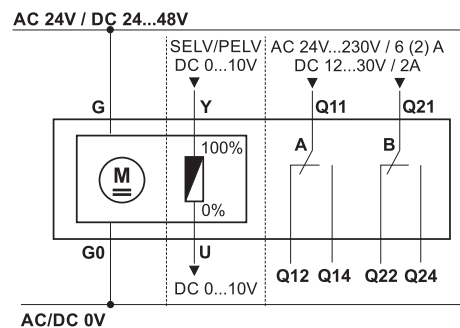 AC 24V / DC 24...48V
SELV/PELV
DC 0...10V
AC 24V...230V / 6 (2) A
DC 12...30V / 2A
G
Y
Q11
Q21
100%
A
B
M
0%
G0
U
Q12
Q14
Q22
Q24
DC 0...10V
AC/DC 0V